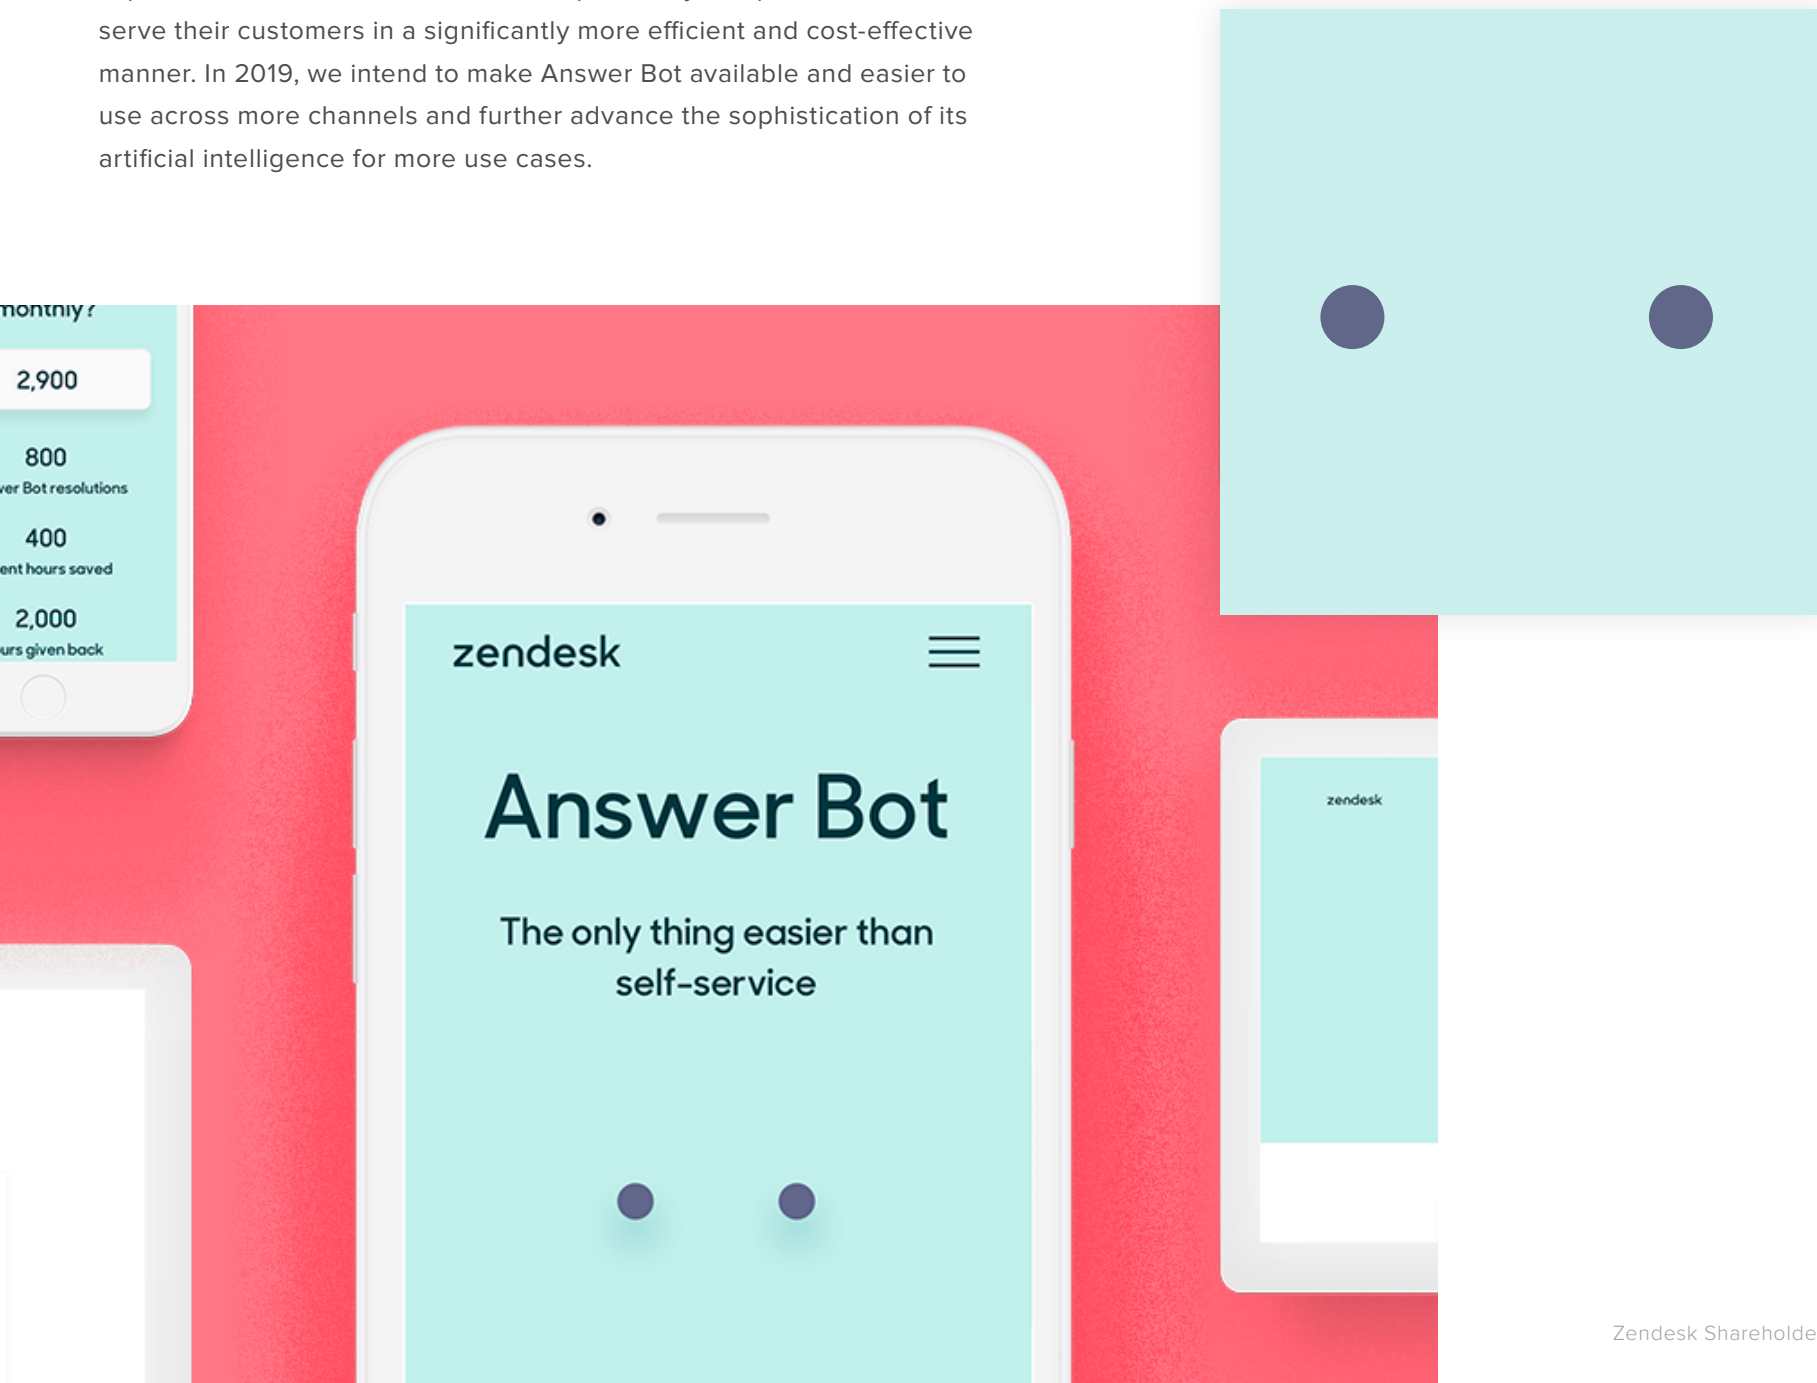 serve their customers in a significantly more efficient and cost-effective
manner. In 2019, we intend to make Answer Bot available and easier to
use across more channels and further advance the sophistication of its
artificial intelligence for more use cases.
monthly?
2,900
800
Bot resolutions
400
hours saved
2,000
given back
zendesk
Answer Bot
The only thing easier than
self-service
zendesk
Zendesk